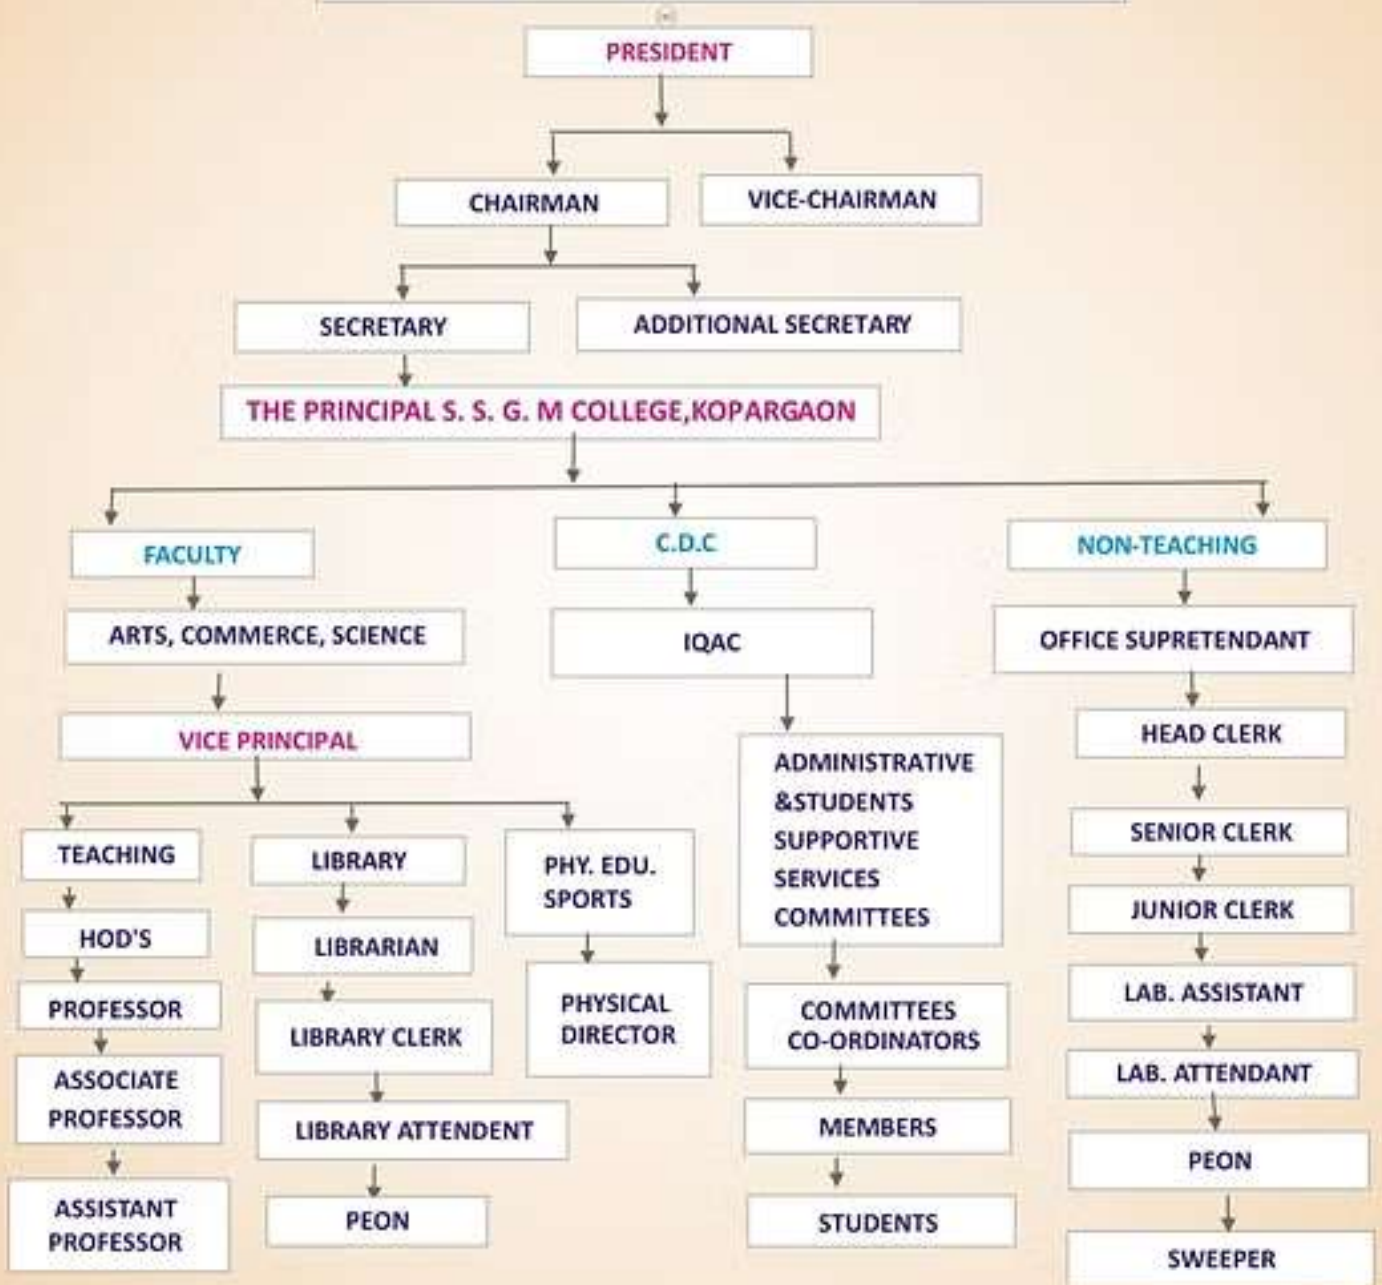 PRESIDENT
CHAIRMAN
VICE-CHAIRMAN
SECRETARY
ADDITIONAL SECRETARY
THE PRINCIPAL S. S. G. M COLLEGE,KOPARGAON
FACULTY
C.D.C
NON-TEACHING
ARTS, COMMERCE, SCIENCE
IQAC
OFFICE SUPRETENDANT
VICE PRINCIPAL
HEAD CLERK
ADMINISTRATIVE
&STUDENTS
SUPPORTIVE
SERVICES
COMMITTEES
SENIOR CLERK
TEACHING
LIBRARY
PHY. EDU.
SPORTS
JUNIOR CLERK
HOD'S
LIBRARIAN
LAB. ASSISTANT
PROFESSOR
LIBRARY CLERK
PHYSICAL
DIRECTOR
COMMITTEES
CO-ORDINATORS
LAB. ATTENDANT
ASSOCIATE
PROFESSOR
LIBRARY ATTENDENT
MEMBERS
PEON
ASSISTANT
PROFESSOR
PEON
STUDENTS
SWEEPER